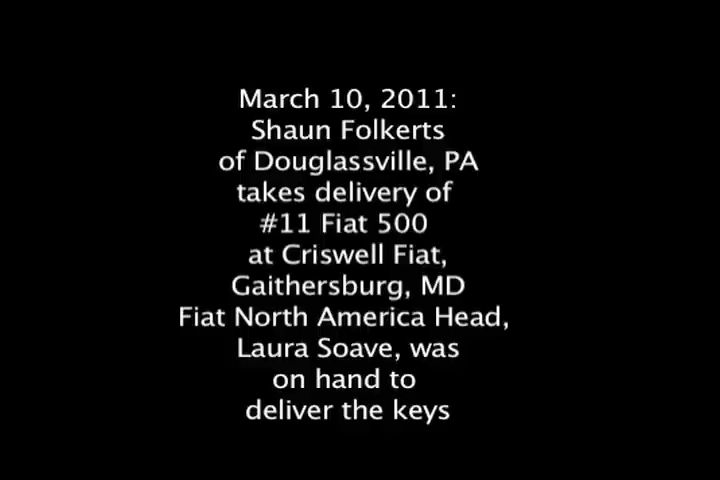 March 10, 2011:
Shaun Folkerts
of Douglassville, PA
takes delivery of
#11 Fiat 500
at Criswell Fiat,
Gaithersburg, MD
Fiat North America Head,
Laura Soave, was
on hand to
deliver the keys